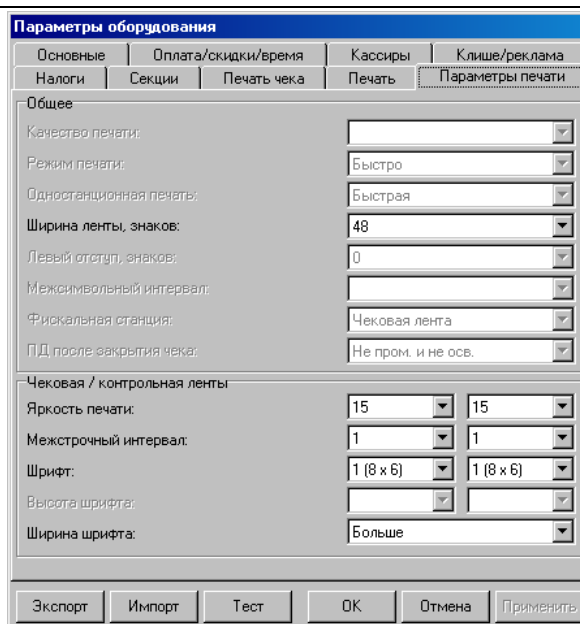 Параметры оборудования
Основные Оплата/скидки/время Кассиры Клише/реклама
Налоги Секции Печать чека Печать Параметры печати
Общее
Качество печати:
Режим печати: Быстро
Одностанционная печать: Быстрая
Ширина ленты, знаков: 48
Левый отступ, знаков: 0
Межсимвольный интервал:
Фискальная станция: Чековая лента
ПД после закрытия чека: Не пром. и не осв.
Чековая / контрольная ленты
Яркость печати: 15 15
Межстрочный интервал: 1 1
Шрифт: 1 (8 x 6) 1 (8 x 6)
Высота шрифта:
Ширина шрифта: Больше
Экспорт Импорт Тест ОК Отмена Применить